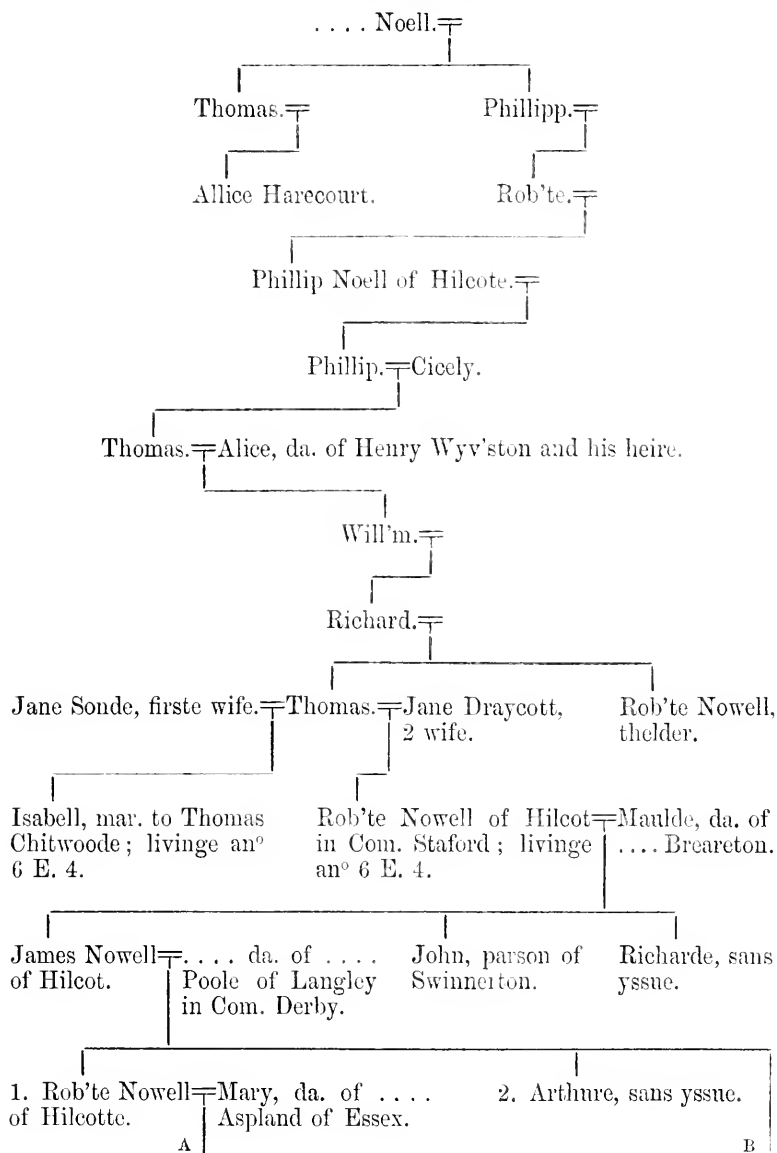 . . . . Noell.
Thomas. Phillipp.
Allice Harecourt. Rob'te.
Phillip Noell of Hilcote.
Phillip. Cicely.
Thomas. Alice, da. of Henry Wyv'ston and his heire.
Will'm.
Richard.
Jane Sonde, firste wife. Thomas. Jane Draycott,
2 wife.
Rob'te Nowell,
thelder.
Isabell, mar. to Thomas
Chitwoode ; livinge anº
6 E. 4.
Rob'te Nowell of Hilcot
in Com. Staford ; livinge
anº 6 E. 4.
Maulde, da. of
. . . . Breareton.
James Nowell
of Hilcot.
. . . . da. of . . . .
Poole of Langley
in Com. Derby.
John, parson of
Swinnerton.
Richarde, sans
yssue.
1. Rob'te Nowell
of Hilcotte.
Mary, da. of . . . .
Aspland of Essex.
2. Arthure, sans yssue.
A B